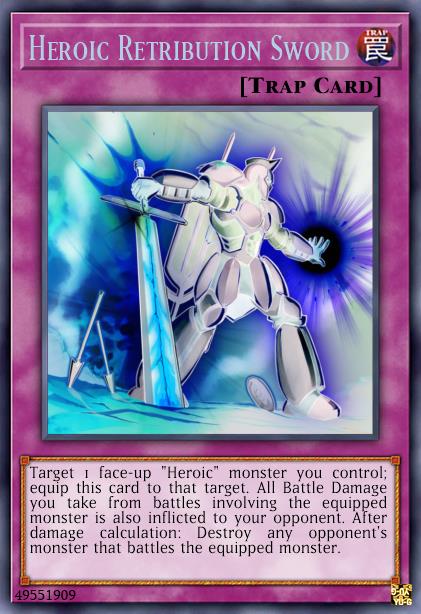 Heroic Retribution Sword
TRAP
罠
[Trap Card]
Target 1 face-up "Heroic" monster you control;
equip this card to that target. All Battle Damage
you take from battles involving the equipped
monster is also inflicted to your opponent. After
damage calculation: Destroy any opponent's
monster that battles the equipped monster.
49551909